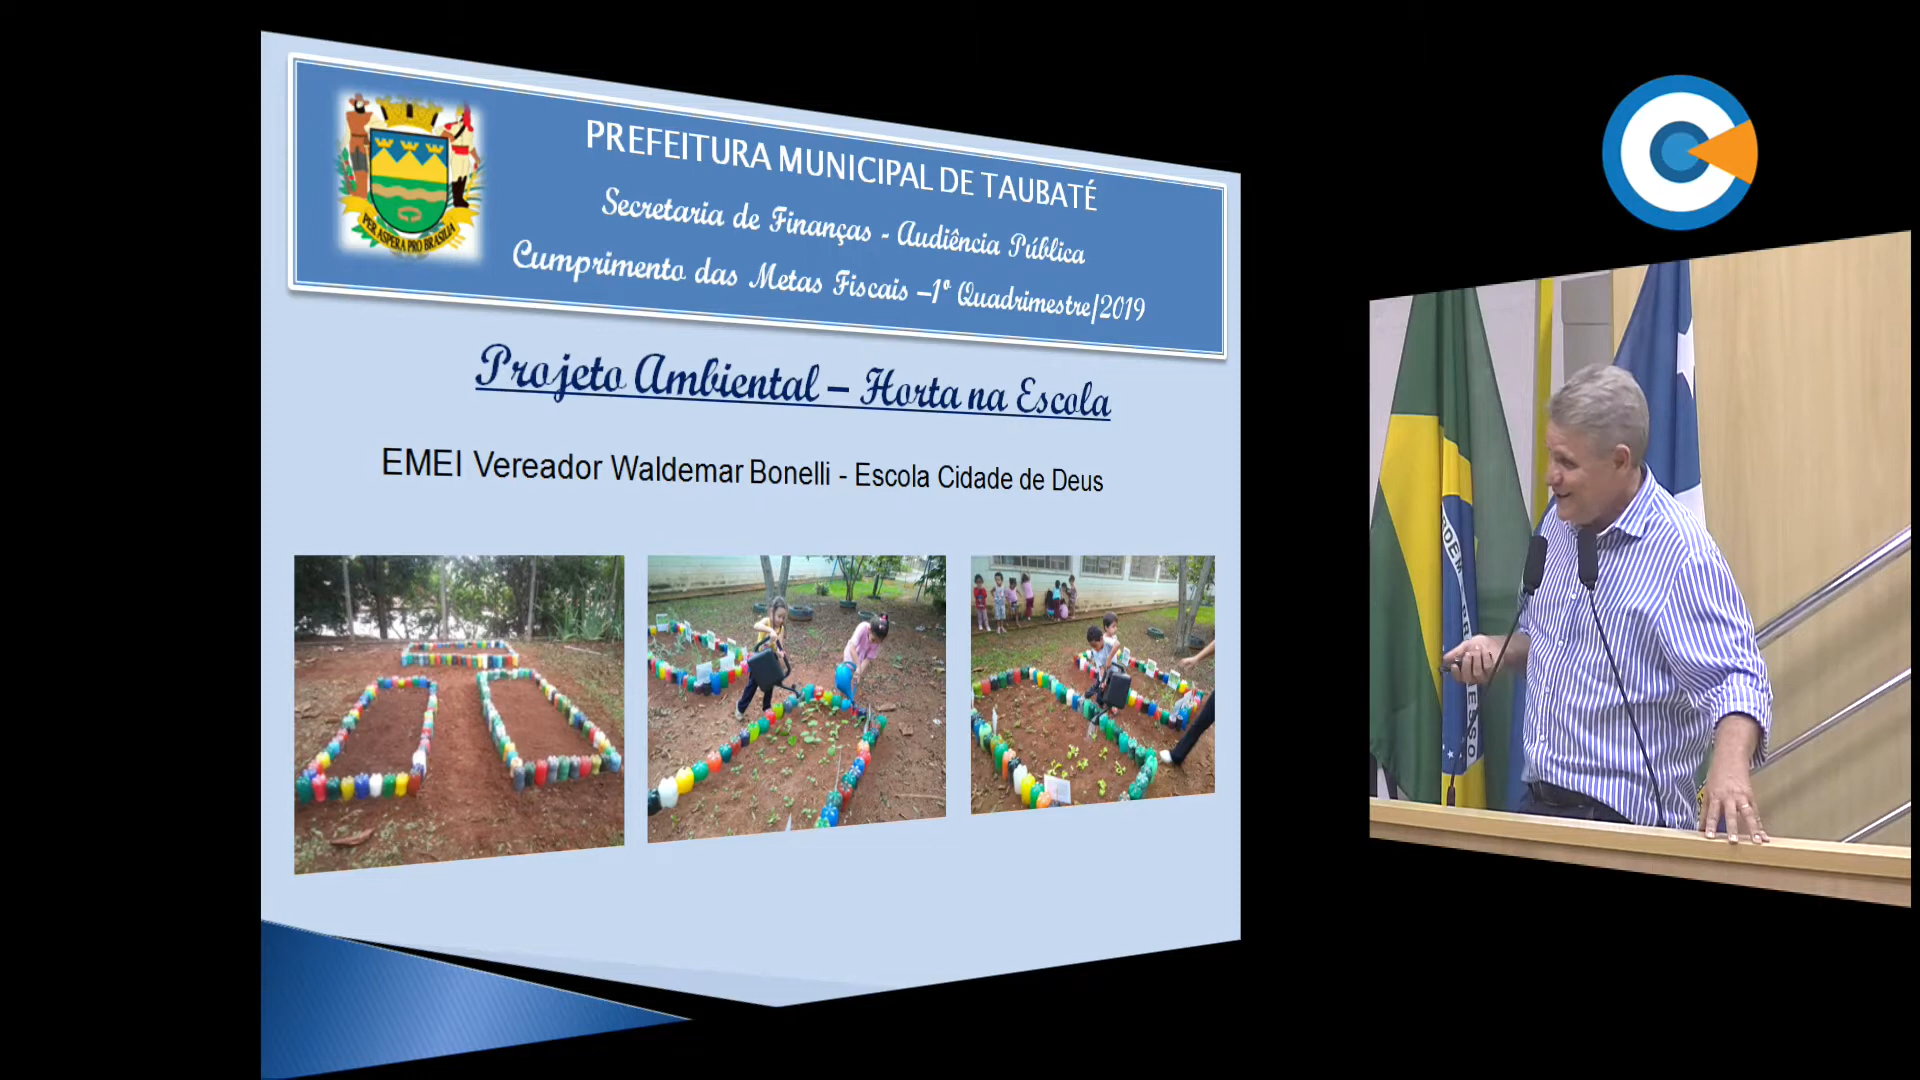 PREFEITURA MUNICIPAL DE TAUBATÉ
Secretaria de Finanças - Audiência Pública
Cumprimento das Metas Fiscais –1º Quadrimestre/2019
PER ASPERA PRO BRASILIA
Projeto Ambiental – Horta na Escola
EMEI Vereador Waldemar Bonelli - Escola Cidade de Deus